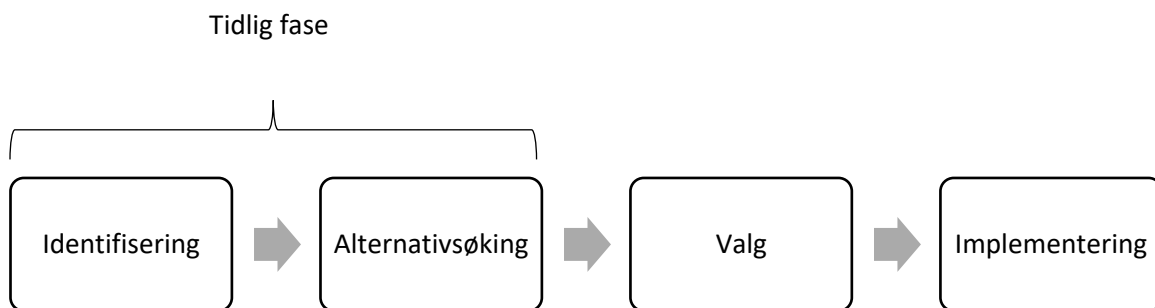 Tidlig fase
Identifisering
Alternativsøking
Valg
Implementering